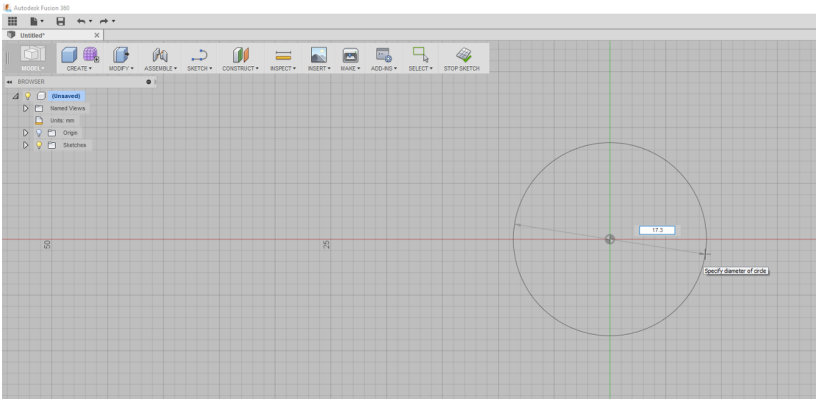 Autodesk Fusion 360
Untitled*
MODEL
CREATE
MODIFY
ASSEMBLE
SKETCH
CONSTRUCT
INSPECT
INSERT
MAKE
ADD-INS
SELECT
STOP SKETCH
BROWSER
(Unsaved)
Named Views
Units: mm
Origin
Sketches
17.3
50
25
Specify diameter of circle